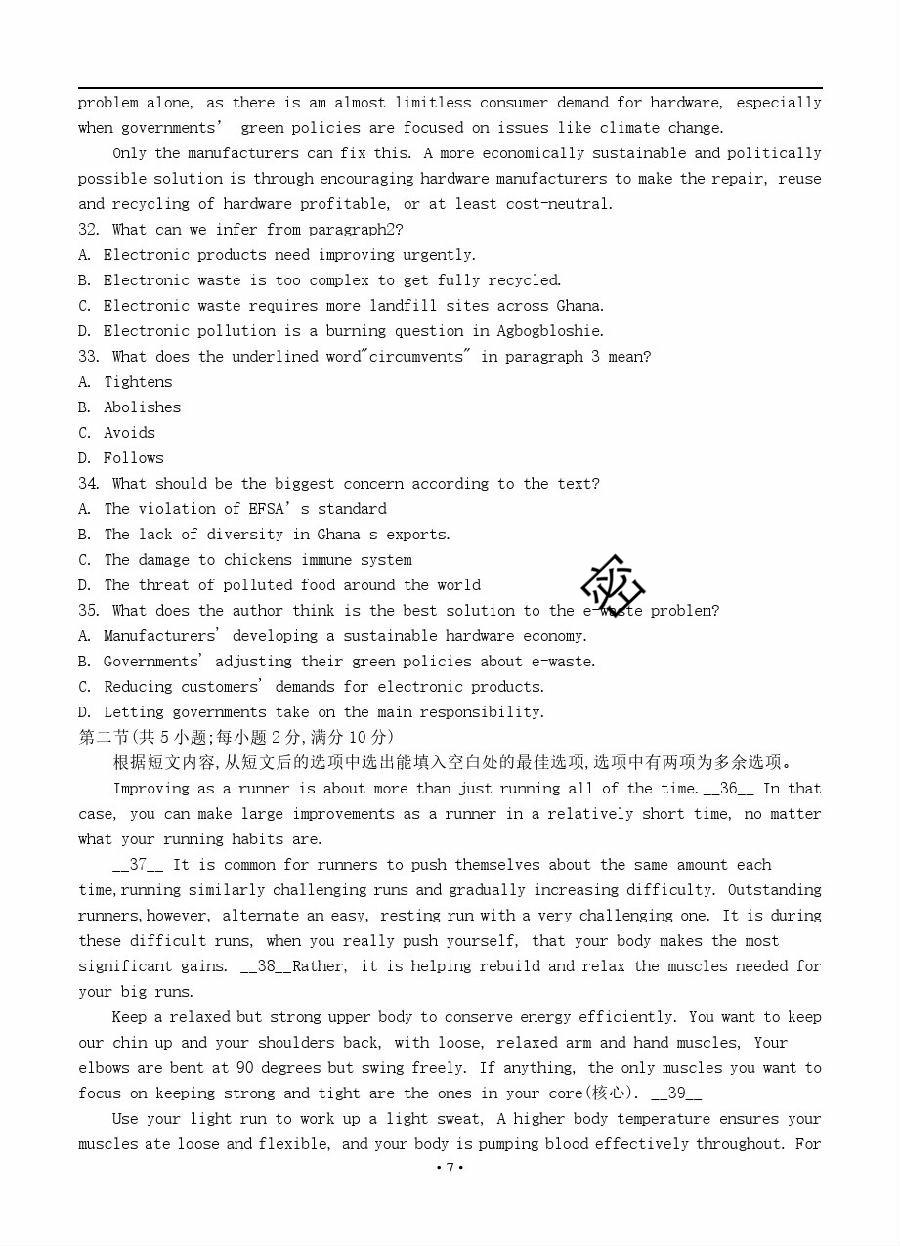 problem alone, as there is am almost limitless consumer demand for hardware, especially
when governments' green policies are focused on issues like climate change.
Only the manufacturers can fix this. A more economically sustainable and politically
possible solution is through encouraging hardware manufacturers to make the repair, reuse
and recycling of hardware profitable, or at least cost-neutral.
32. What can we infer from paragraph2?
A. Electronic products need improving urgently.
B. Electronic waste is too complex to get fully recycled.
C. Electronic waste requires more landfill sites across Ghana.
D. Electronic pollution is a burning question in Agbogbloshie.
33. What does the underlined word"circumvents" in paragraph 3 mean?
A. Tightens
B. Abolishes
C. Avoids
D. Follows
34. What should be the biggest concern according to the text?
A. The violation of EFSA's standard
B. The lack of diversity in Ghana s exports.
C. The damage to chickens immune system
D. The threat of polluted food around the world
35. What does the author think is the best solution to the e-waste problen?
A. Manufacturers' developing a sustainable hardware economy.
B. Governments' adjusting their green policies about e-waste.
C. Reducing customers' demands for electronic products.
D. Letting governments take on the main responsibility.
第二节(共5小题;每小题2分,满分10分)
根据短文内容,从短文后的选项中选出能填入空白处的最佳选项,选项中有两项为多余选项。
Improving as a runner is about more than just running all of the time.__36__ In that
case, you can make large improvements as a runner in a relatively short time, no matter
what your running habits are.
__37__ It is common for runners to push themselves about the same amount each
time,running similarly challenging runs and gradually increasing difficulty. Outstanding
runners,however, alternate an easy, resting run with a very challenging one. It is during
these difficult runs, when you really push yourself, that your body makes the most
significant gains. __38__Rather, it is helping rebuild and relax the muscles needed for
your big runs.
Keep a relaxed but strong upper body to conserve energy efficiently. You want to keep
our chin up and your shoulders back, with loose, relaxed arm and hand muscles, Your
elbows are bent at 90 degrees but swing freely. If anything, the only muscles you want to
focus on keeping strong and tight are the ones in your core(核心). __39__
Use your light run to work up a light sweat, A higher body temperature ensures your
muscles ate loose and flexible, and your body is pumping blood effectively throughout. For
•7•